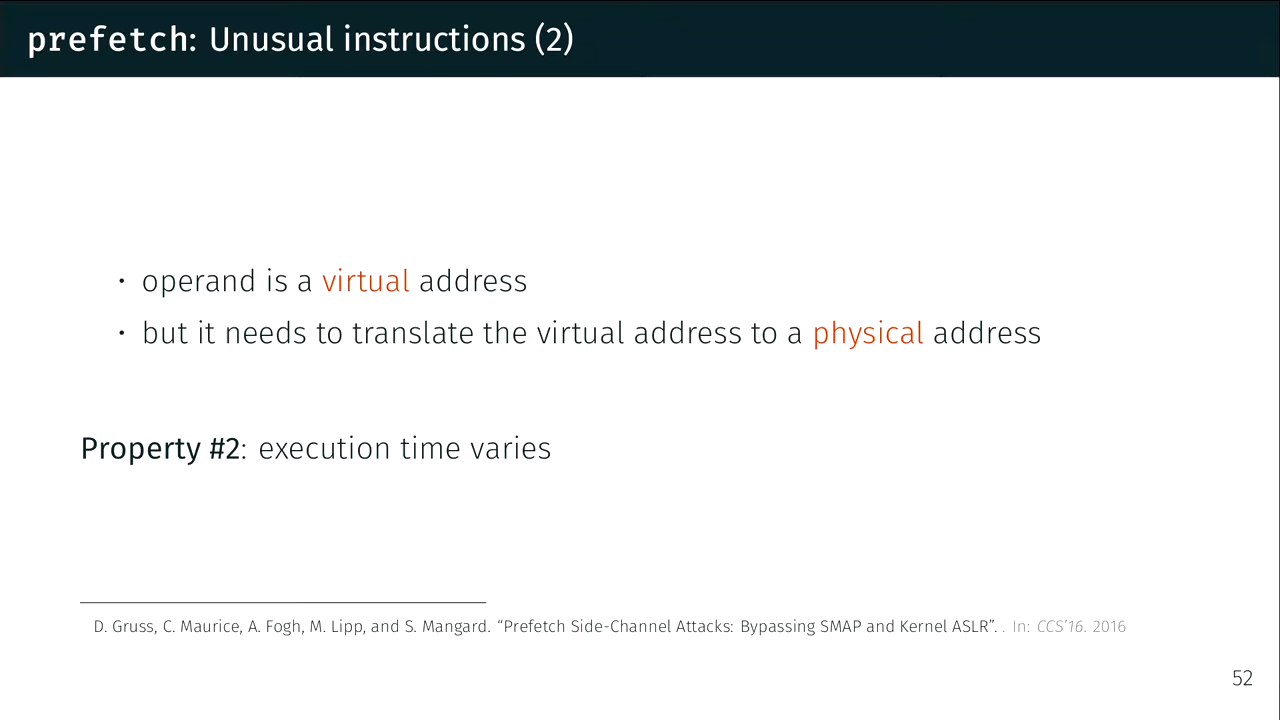 prefetch: Unusual instructions (2)
• operand is a virtual address
• but it needs to translate the virtual address to a physical address
Property #2: execution time varies
D. Gruss, C. Maurice, A. Fogh, M. Lipp, and S. Mangard. “Prefetch Side-Channel Attacks: Bypassing SMAP and Kernel ASLR”. . In: CCS’16. 2016
52